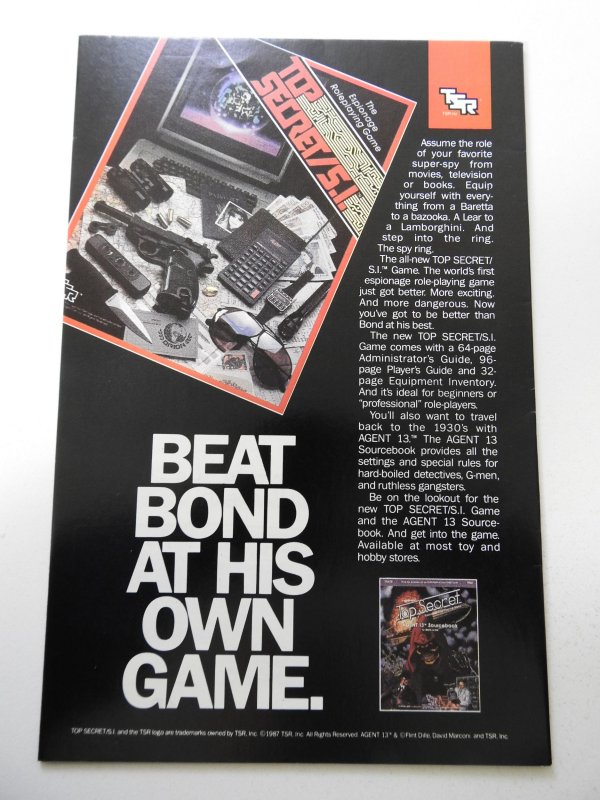 TSR
The
Espionage
Roleplaying Game
TOP
SECRET/S.I.
Assume the role
of your favorite
super-spy from
movies, television
or books. Equip
yourself with every-
thing from a Baretta
to a bazooka. A Lear to
a Lamborghini. And
step into the ring.
The spy ring.
The all-new TOP SECRET/
S.I.™ Game. The world's first
espionage role-playing game
just got better. More exciting.
And more dangerous. Now
you've got to be better than
Bond at his best.
The new TOP SECRET/S.I.
Game comes with a 64-page
Administrator's Guide, 96-
page Player's Guide and 32-
page Equipment Inventory.
And it's ideal for beginners or
"professional" role-players.
You'll also want to travel
back to the 1930's with
AGENT 13.™ The AGENT 13
Sourcebook provides all the
settings and special rules for
hard-boiled detectives, G-men,
and ruthless gangsters.
Be on the lookout for the
new TOP SECRET/S.I. Game
and the AGENT 13 Source-
book. And get into the game.
Available at most toy and
hobby stores.
BEAT
BOND
AT HIS
OWN
GAME.
Top Secret
AGENT 13™ Sourcebook
TOP SECRET/S.I. and the TSR logo are trademarks owned by TSR, Inc. ©1987 TSR, Inc. All Rights Reserved. AGENT 13™ & ©Flint Dille, David Marconi, and TSR, Inc.